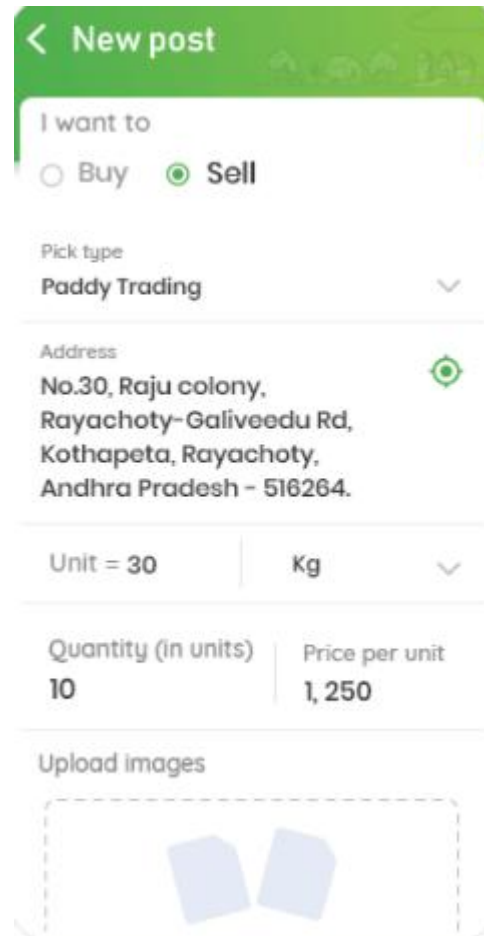 New post
I want to
Buy Sell
Pick type
Paddy Trading
Address
No.30, Raju colony,
Rayachoty-Galiveedu Rd,
Kothapeta, Rayachoty,
Andhra Pradesh - 516264.
Unit = 30 Kg
Quantity (in units) Price per unit
10 1, 250
Upload images